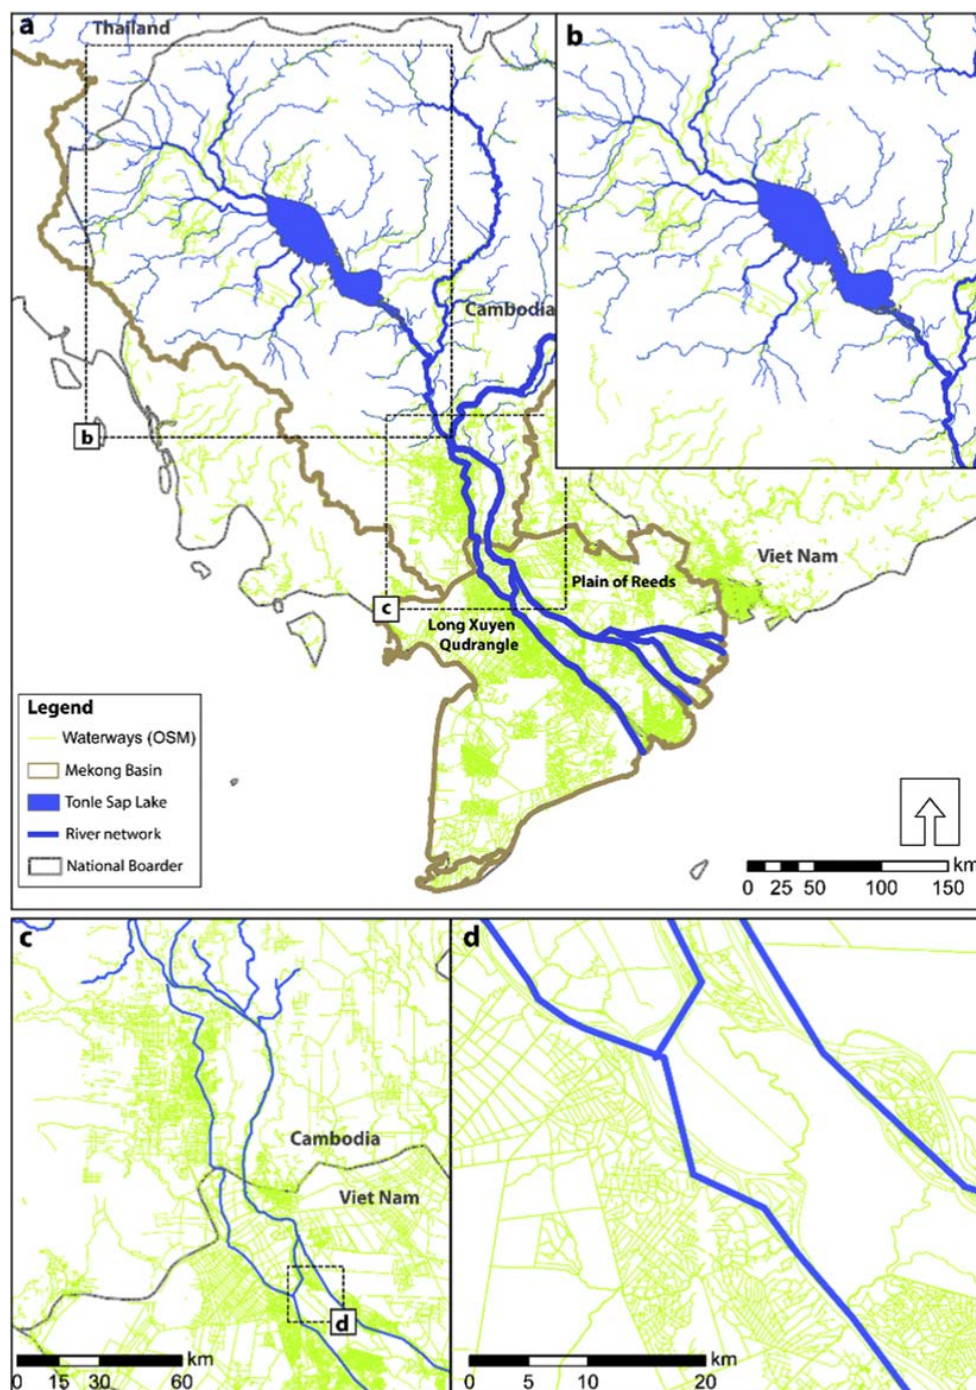 a
Thailand
b
Cambodia
b
Viet Nam
Plain of Reeds
c
Long Xuyen
Qudrangle
Legend
Waterways (OSM)
Mekong Basin
Tonle Sap Lake
River network
National Boarder
km
0 25 50 100 150
c
d
Cambodia
Viet Nam
d
km
0 15 30 60
km
0 5 10 20